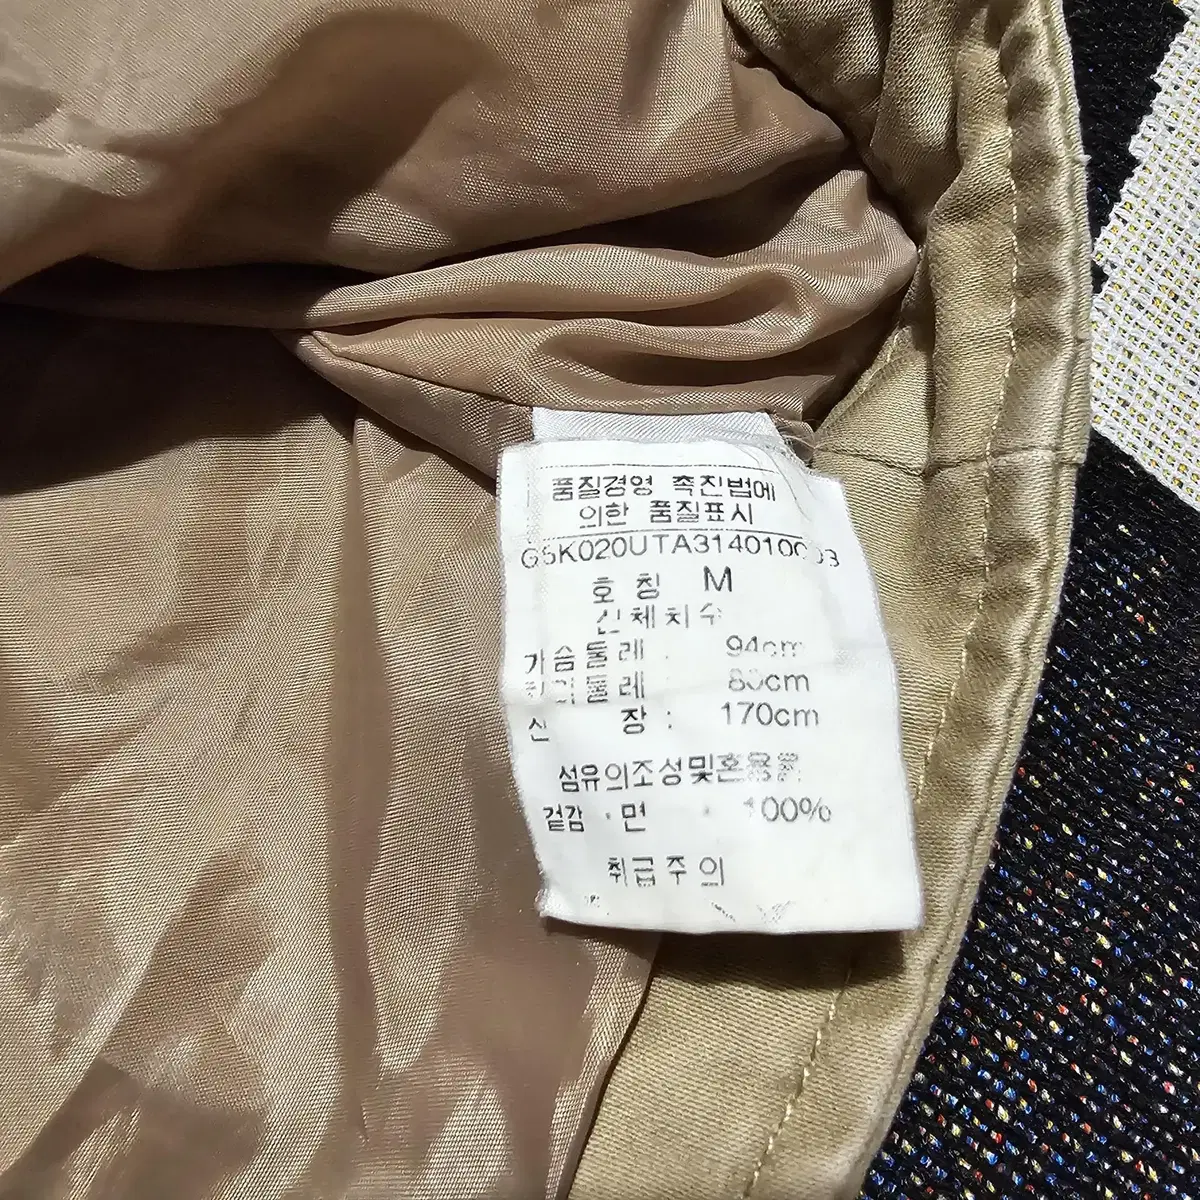 품질경영 촉진법에
의한 품질표시
호칭 M
신체치수
가슴둘레 : 94cm
허리둘레 :
신장 : 170cm
섬유의조성및혼용률
겉감 : 면 : 100%
취급주의